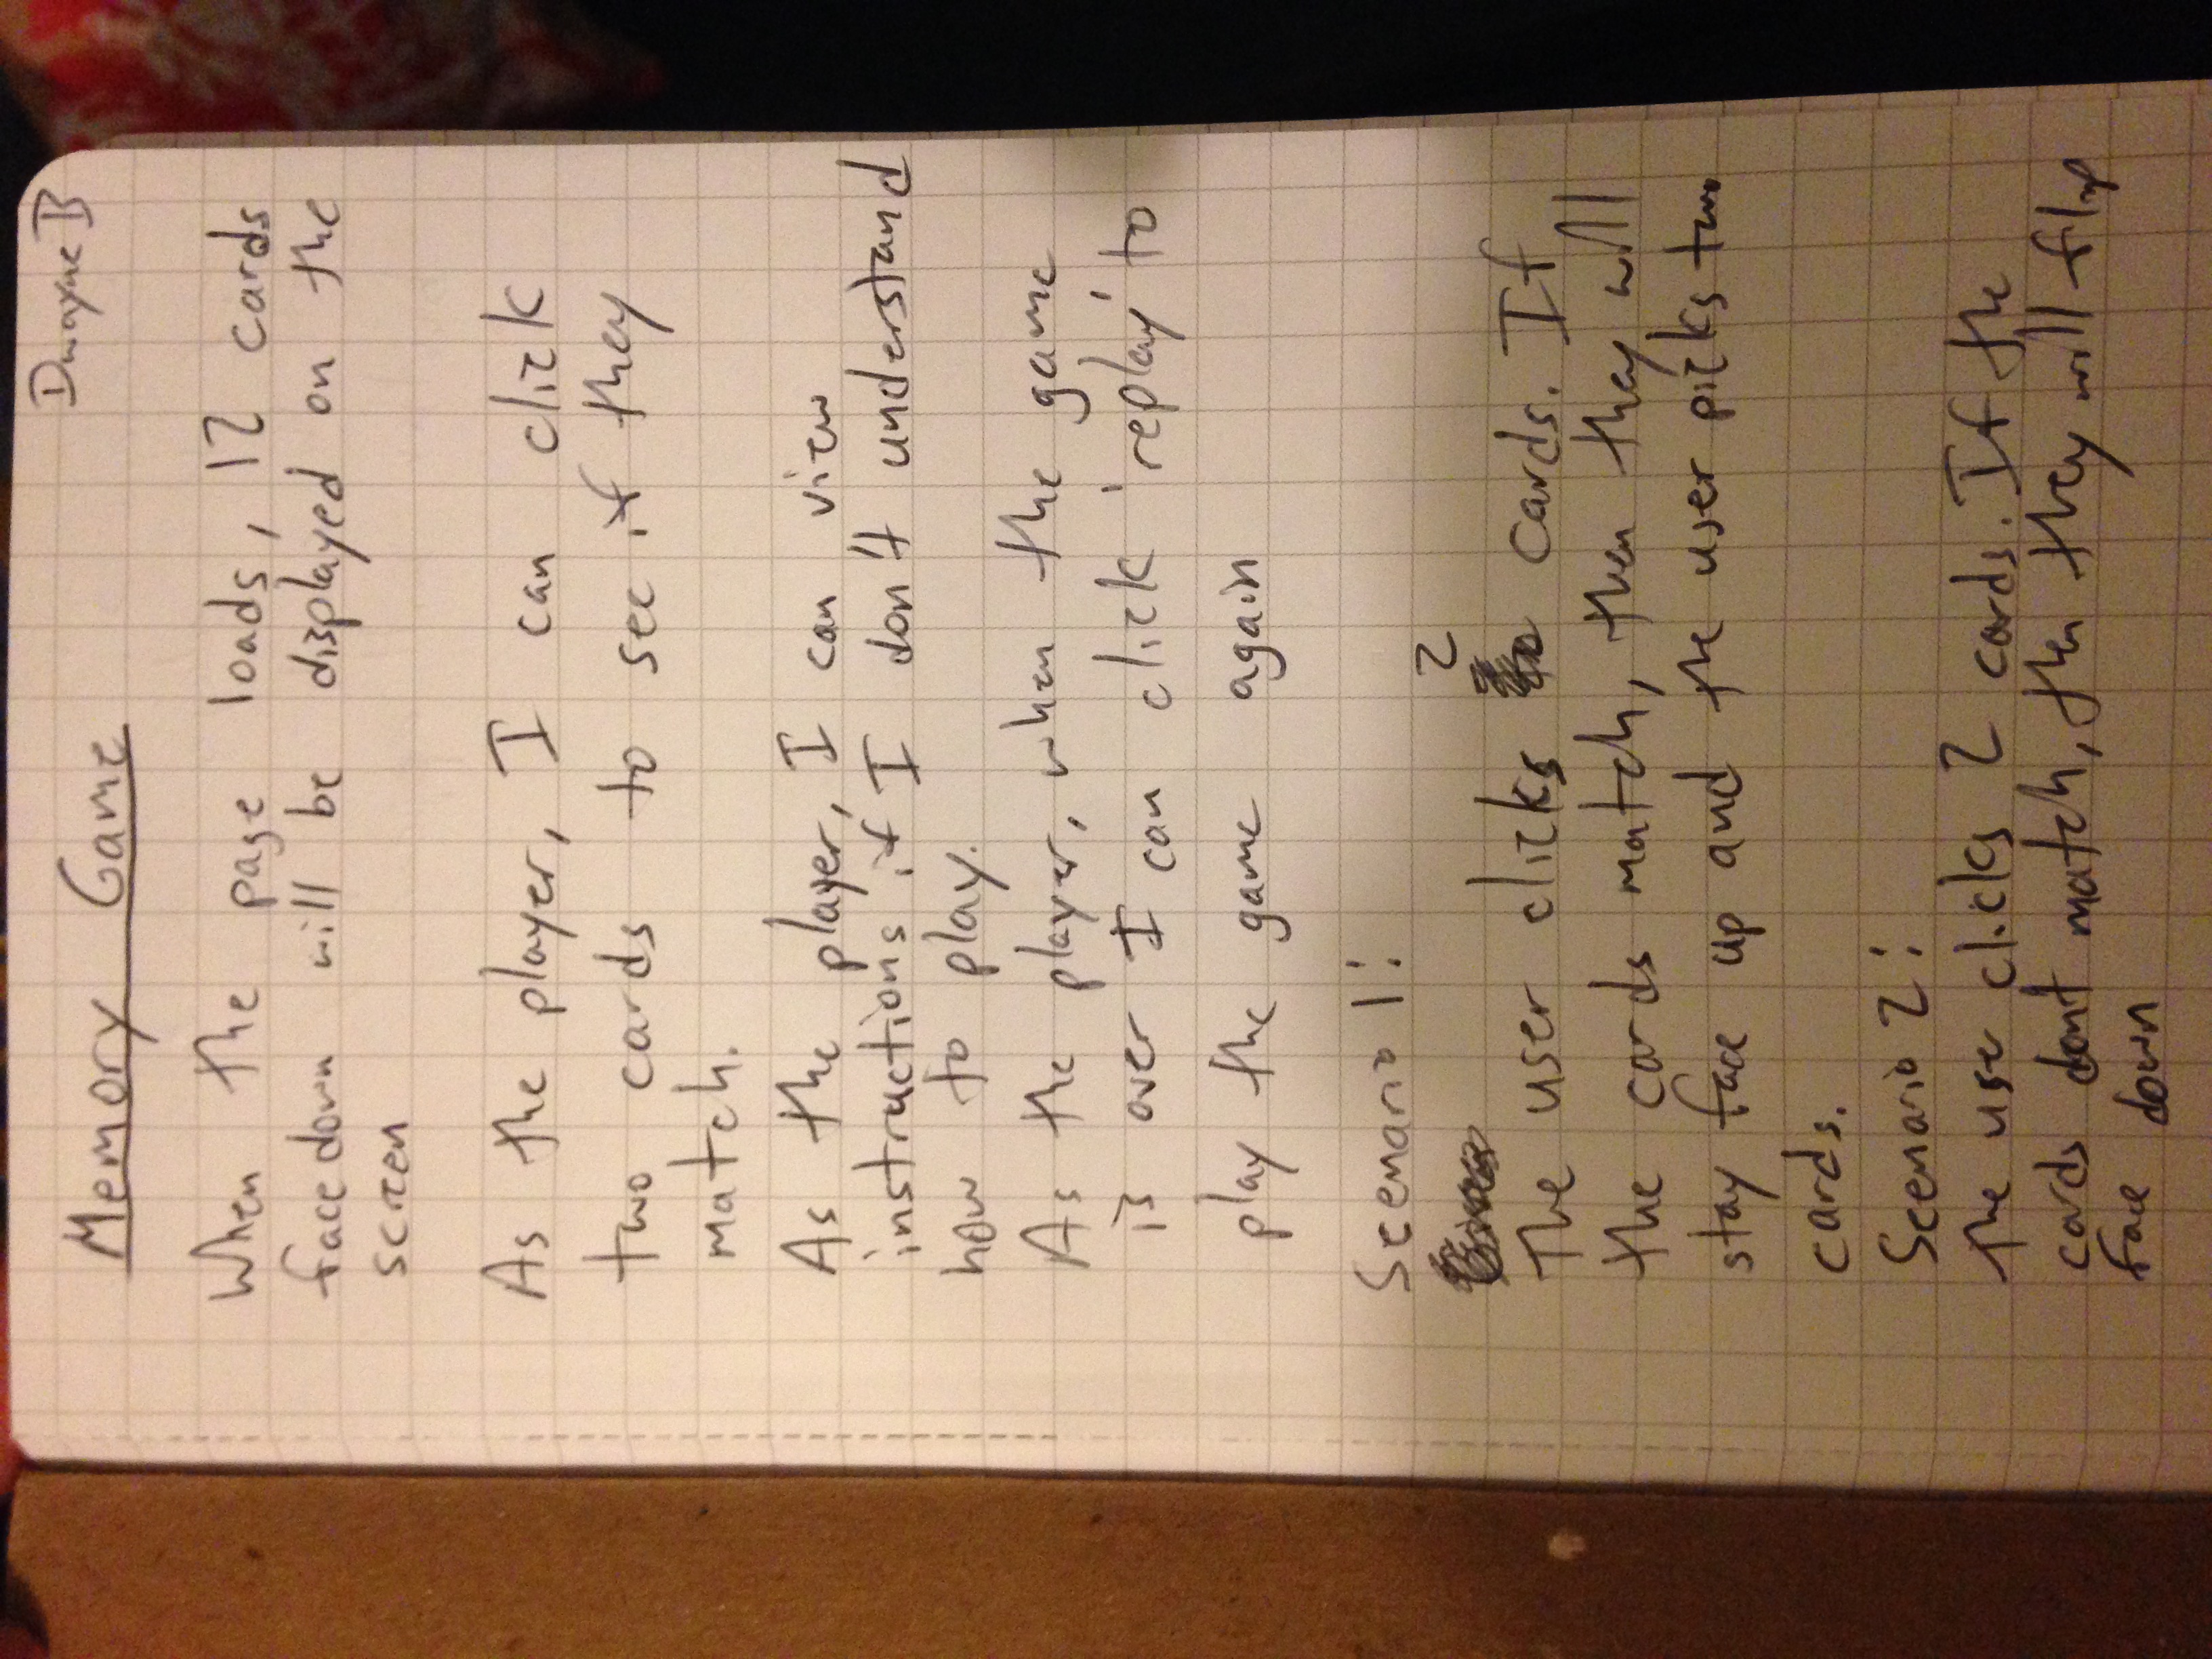 Dwayne B
Memory Game
When the page loads, 12 cards
facedown will be displayed on the
screen
As the player, I can click
two cards to see if they
match.
As the player, I can view
instructions if I don't understand
how to play.
As the player, when the game
is over I can click 'replay' to
play the game again
Scenario 1:
2
The user clicks cards. If
the cards match, then they will
stay face up and the user picks two
cards.
Scenario 2:
The user clicks 2 cards. If the
cards dont match, then they will flip
face down